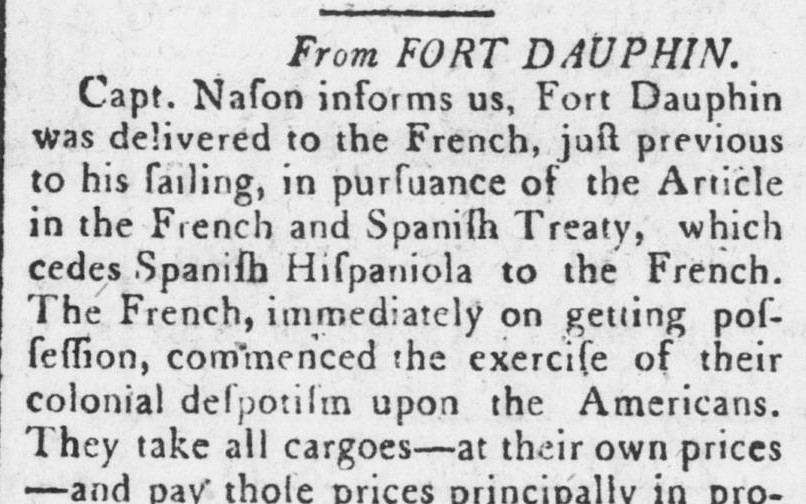 From FORT DAUPHIN.
Capt. Naſon informs us, Fort Dauphin
was delivered to the French, juſt previous
to his ſailing, in purſuance of the Article
in the French and Spaniſh Treaty, which
cedes Spaniſh Hiſpaniola to the French.
The French, immediately on getting poſ-
ſeſſion, commenced the exerciſe of their
colonial deſpotiſm upon the Americans.
They take all cargoes—at their own prices
—and pay thoſe prices principally in pro-